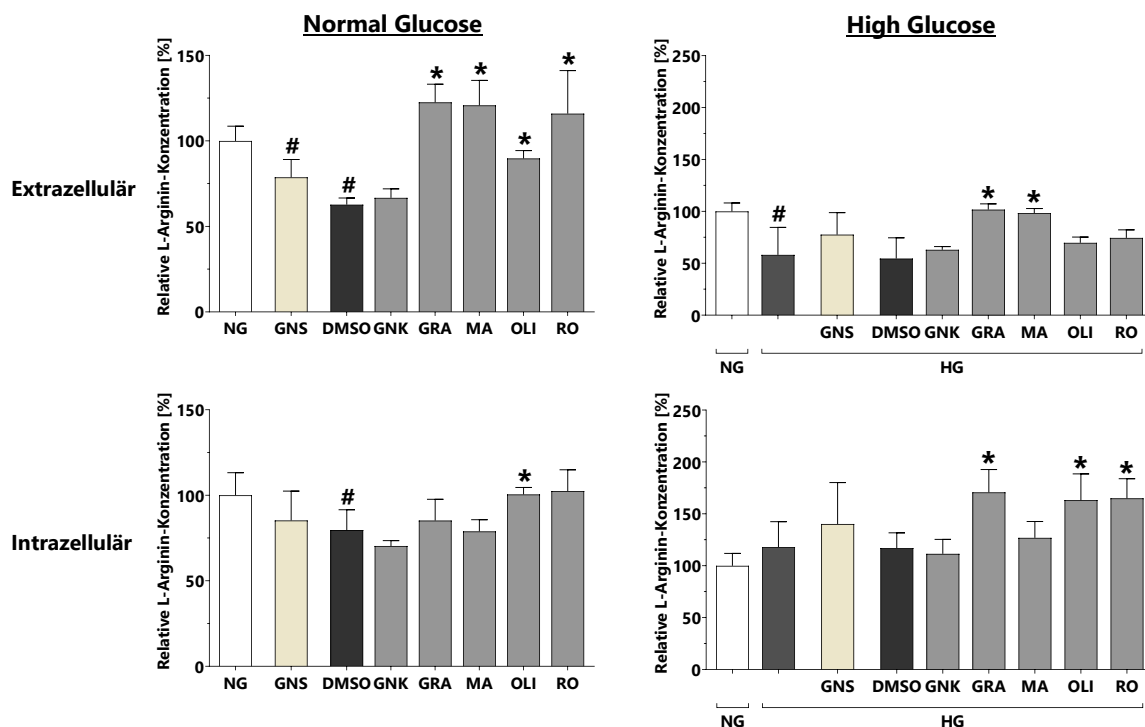 Normal Glucose
High Glucose
Extrazellulär
Relative L-Arginin-Konzentration [%]
150
100
50
0
#
#
*
*
*
*
NG GNS DMSO GNK GRA MA OLI RO
Relative L-Arginin-Konzentration [%]
250
200
150
100
50
0
#
*
*
GNS DMSO GNK GRA MA OLI RO
NG HG
Intrazellulär
Relative L-Arginin-Konzentration [%]
150
100
50
0
#
*
NG GNS DMSO GNK GRA MA OLI RO
Relative L-Arginin-Konzentration [%]
250
200
150
100
50
0
*
*
*
GNS DMSO GNK GRA MA OLI RO
NG HG